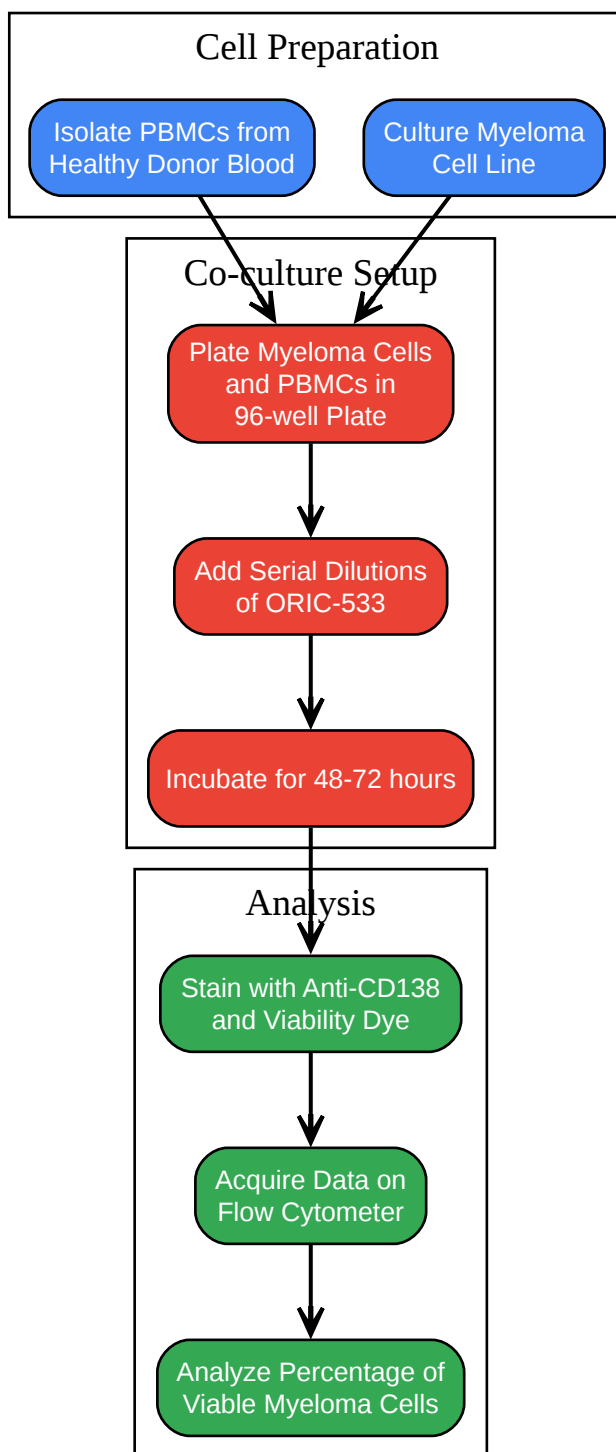 Cell Preparation
Isolate PBMCs from
Healthy Donor Blood
Culture Myeloma
Cell Line
Co-culture Setup
Plate Myeloma Cells
and PBMCs in
96-well Plate
Add Serial Dilutions
of ORIC-533
Incubate for 48-72 hours
Analysis
Stain with Anti-CD138
and Viability Dye
Acquire Data on
Flow Cytometer
Analyze Percentage of
Viable Myeloma Cells